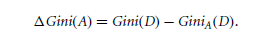 ΔGini(A) = Gini(D) − Gini_A(D).